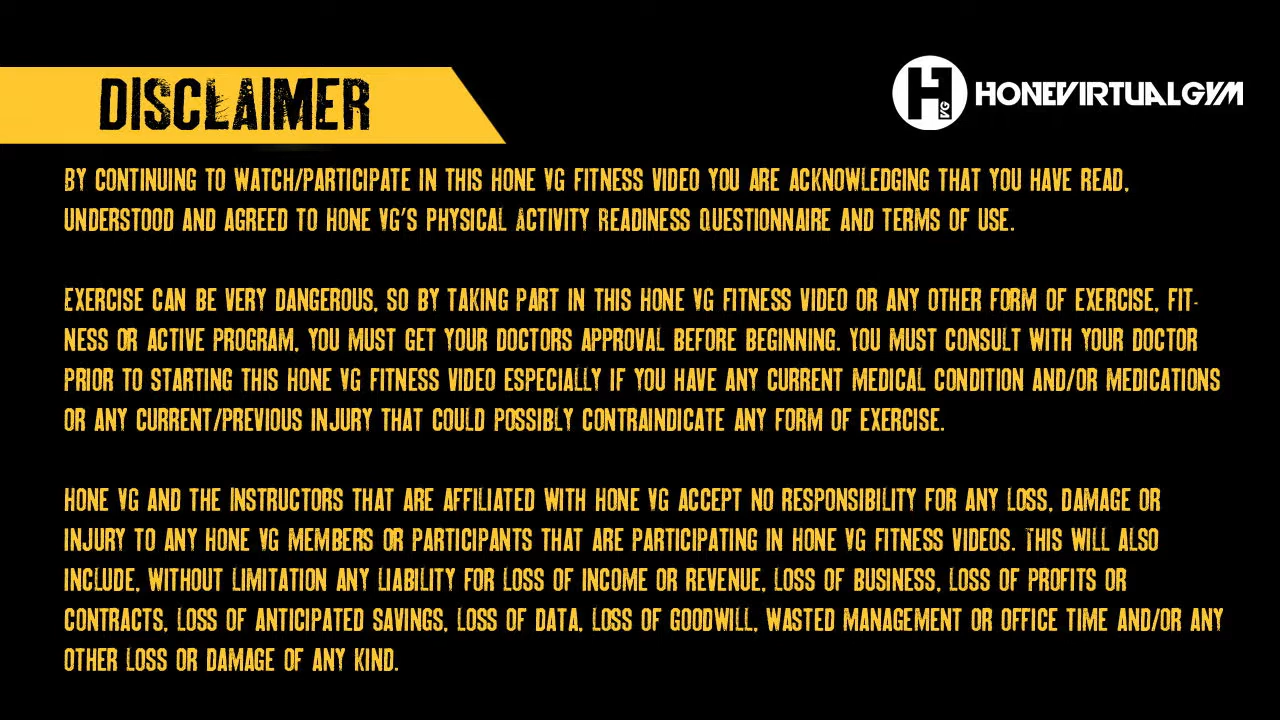 DISCLAIMER
H
VG
HONEVIRTUALGYM
BY CONTINUING TO WATCH/PARTICIPATE IN THIS HONE VG FITNESS VIDEO YOU ARE ACKNOWLEDGING THAT YOU HAVE READ,
UNDERSTOOD AND AGREED TO HONE VG'S PHYSICAL ACTIVITY READINESS QUESTIONNAIRE AND TERMS OF USE.
EXERCISE CAN BE VERY DANGEROUS, SO BY TAKING PART IN THIS HONE VG FITNESS VIDEO OR ANY OTHER FORM OF EXERCISE, FIT-
NESS OR ACTIVE PROGRAM, YOU MUST GET YOUR DOCTORS APPROVAL BEFORE BEGINNING. YOU MUST CONSULT WITH YOUR DOCTOR
PRIOR TO STARTING THIS HONE VG FITNESS VIDEO ESPECIALLY IF YOU HAVE ANY CURRENT MEDICAL CONDITION AND/OR MEDICATIONS
OR ANY CURRENT/PREVIOUS INJURY THAT COULD POSSIBLY CONTRAINDICATE ANY FORM OF EXERCISE.
HONE VG AND THE INSTRUCTORS THAT ARE AFFILIATED WITH HONE VG ACCEPT NO RESPONSIBILITY FOR ANY LOSS, DAMAGE OR
INJURY TO ANY HONE VG MEMBERS OR PARTICIPANTS THAT ARE PARTICIPATING IN HONE VG FITNESS VIDEOS. THIS WILL ALSO
INCLUDE, WITHOUT LIMITATION ANY LIABILITY FOR LOSS OF INCOME OR REVENUE, LOSS OF BUSINESS, LOSS OF PROFITS OR
CONTRACTS, LOSS OF ANTICIPATED SAVINGS, LOSS OF DATA, LOSS OF GOODWILL, WASTED MANAGEMENT OR OFFICE TIME AND/OR ANY
OTHER LOSS OR DAMAGE OF ANY KIND.